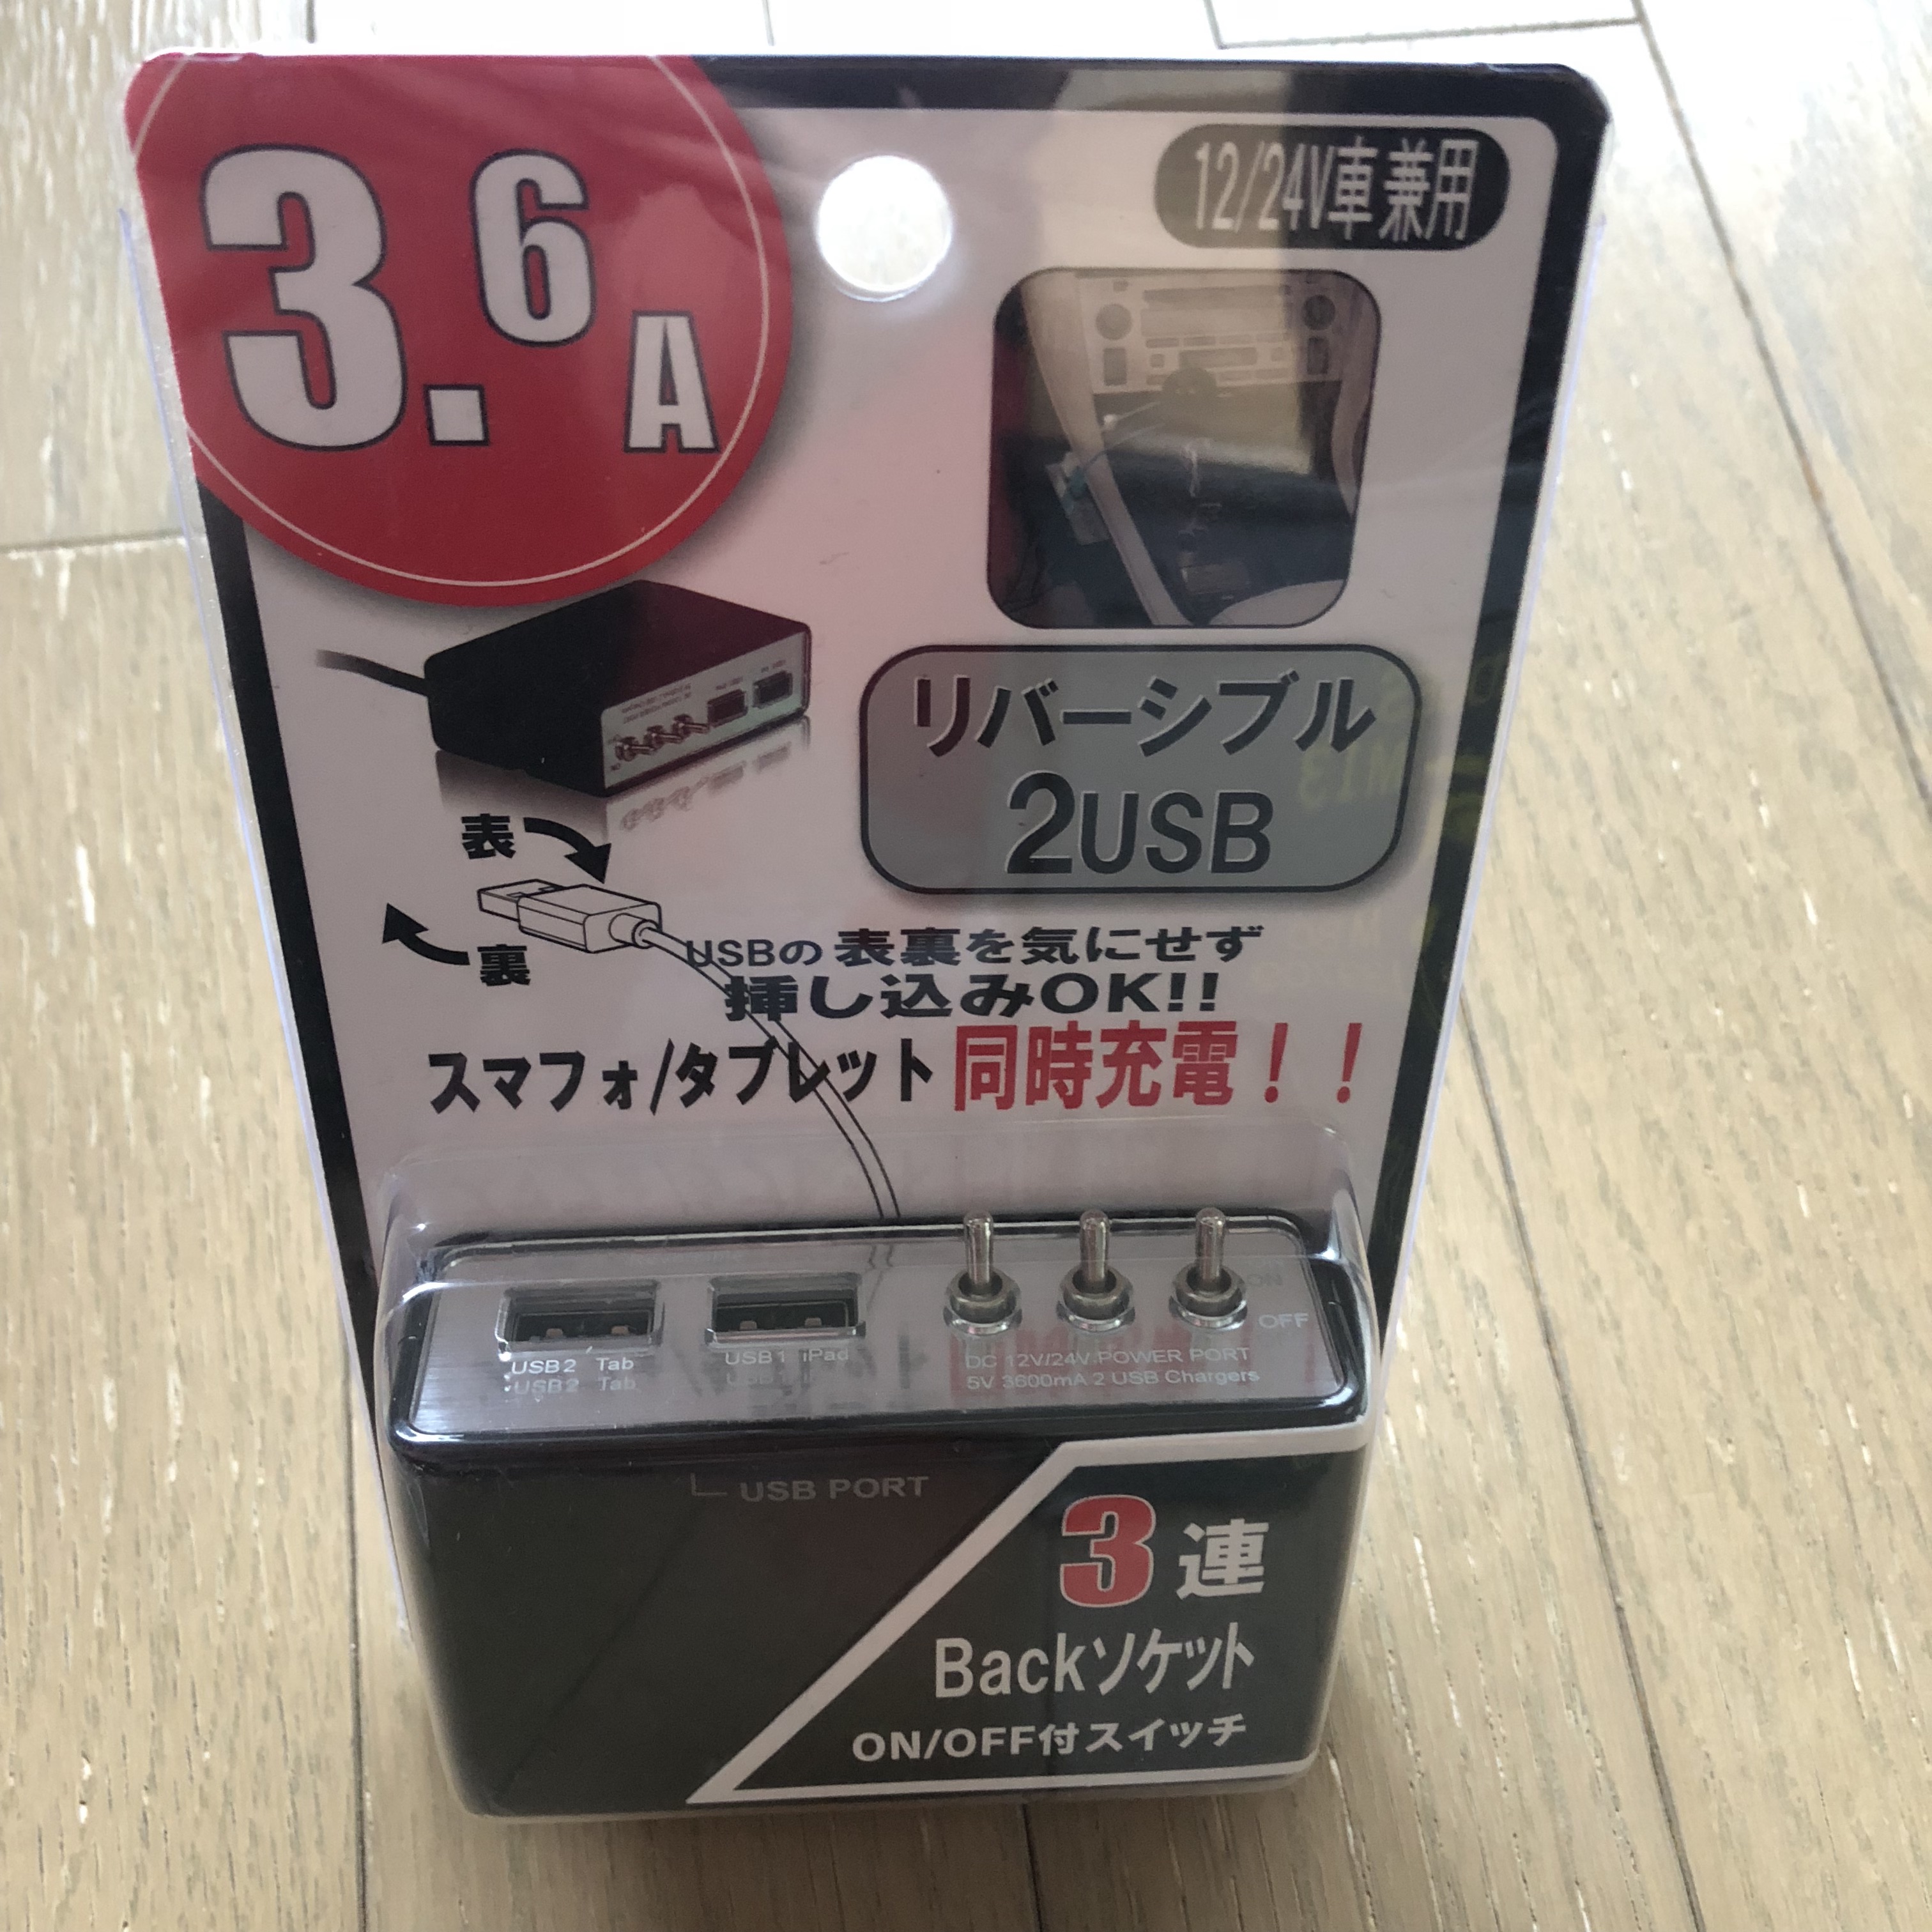 3.6A
12/24V車兼用
リバーシブル
2USB
表
裏
USBの表裏を気にせず
挿し込みOK!!
スマフォ/タブレット同時充電！！
ON
OFF
USB2 Tab
USB1 iPad
DC 12V/24V POWER PORT
5V 3600mA 2 USB Chargers
USB PORT
3連
Backソケット
ON/OFF付スイッチ